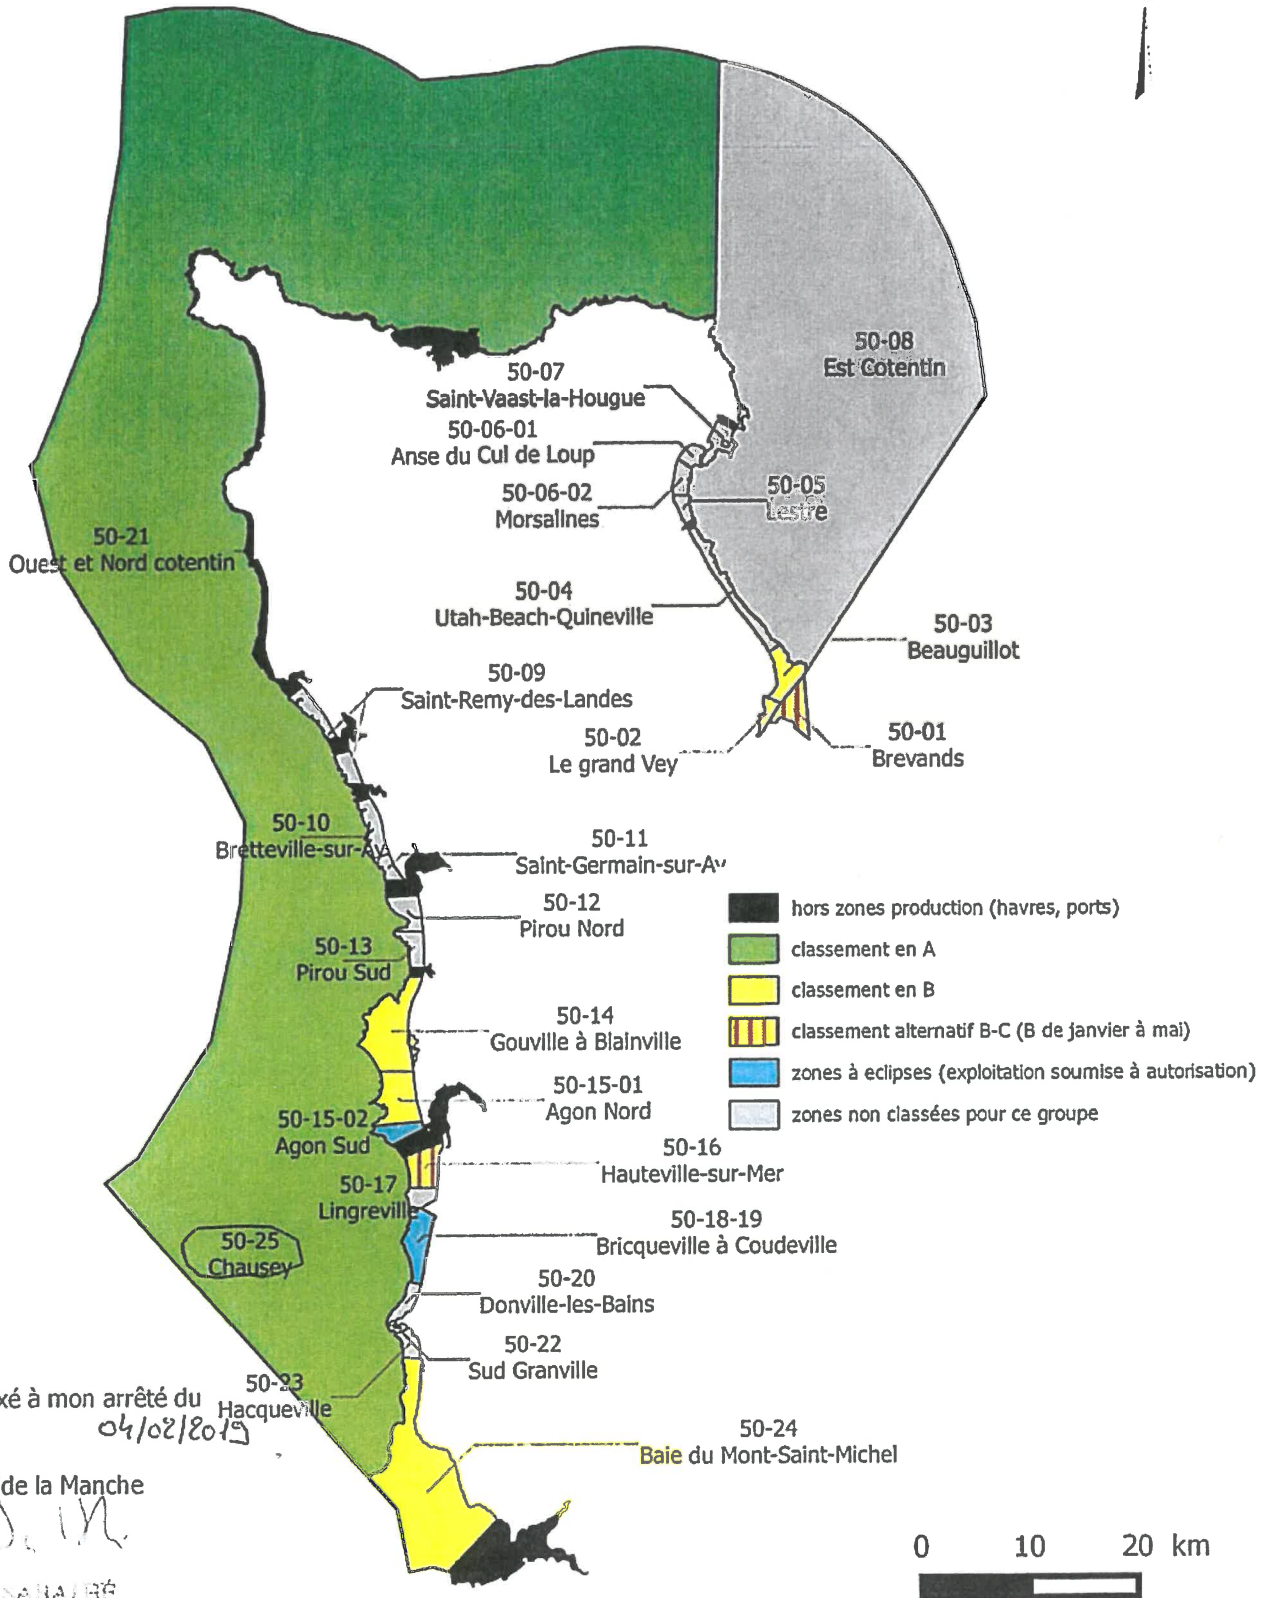 50-08
Est Cotentin
50-07
Saint-Vaast-la-Hougue
50-06-01
Anse du Cul de Loup
50-06-02
Morsalines
50-05
Lestre
50-21
Ouest et Nord cotentin
50-04
Utah-Beach-Quineville
50-03
Beauguillot
50-09
Saint-Remy-des-Landes
50-02
Le grand Vey
50-01
Brevands
50-10
Bretteville-sur-Ay
50-11
Saint-Germain-sur-Ay
50-12
Pirou Nord
50-13
Pirou Sud
hors zones production (havres, ports)
classement en A
classement en B
classement alternatif B-C (B de janvier à mai)
zones à eclipses (exploitation soumise à autorisation)
zones non classées pour ce groupe
50-14
Gouville à Blainville
50-15-01
Agon Nord
50-15-02
Agon Sud
50-16
Hauteville-sur-Mer
50-17
Lingreville
50-18-19
Bricqueville à Coudeville
50-25
Chausey
50-20
Donville-les-Bains
50-22
Sud Granville
50-23
Hacqueville
xé à mon arrêté du
04/02/2019
50-24
Baie du Mont-Saint-Michel
de la Manche
0 10 20 km